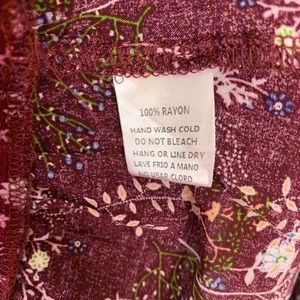 100% RAYON
HAND WASH COLD
DO NOT BLEACH
HANG OR LINE DRY
LAVE FRIO A MANO
NO USAR CLORO